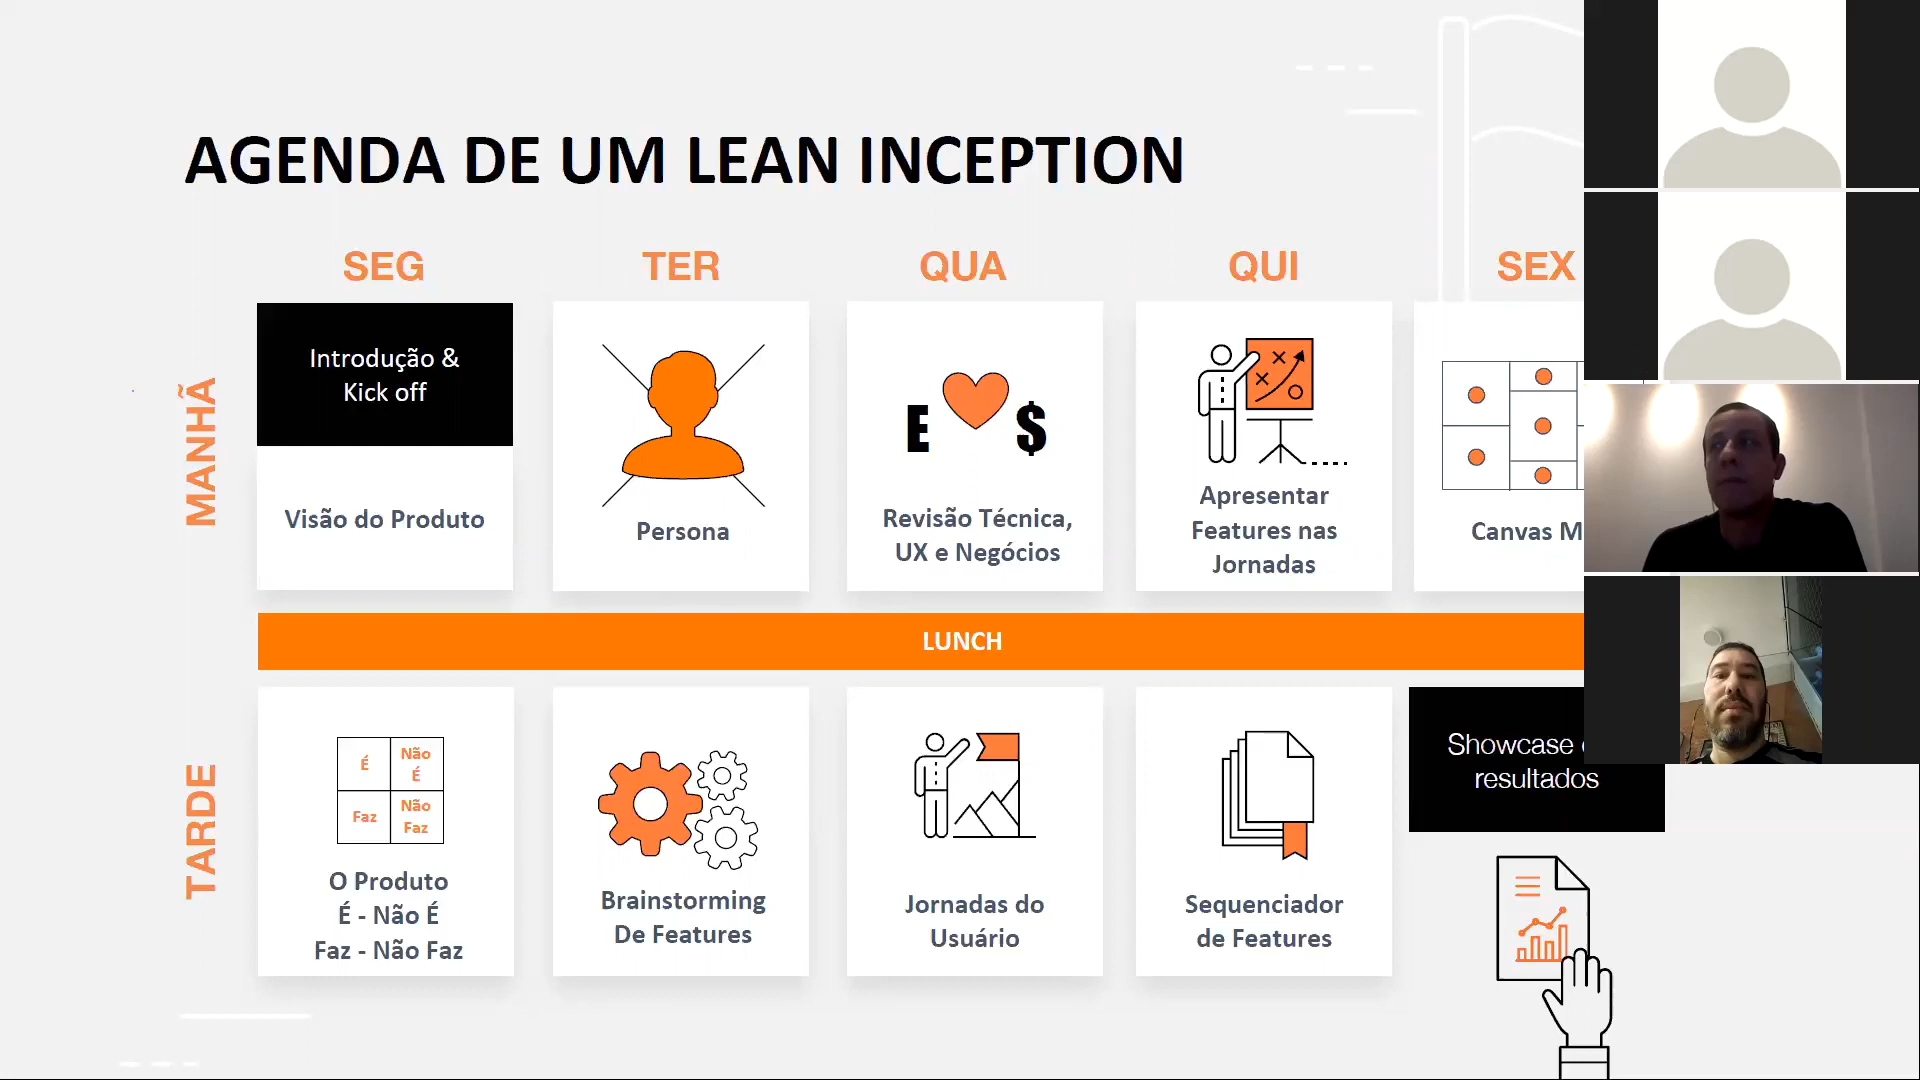 AGENDA DE UM LEAN INCEPTION
SEG
TER
QUA
QUI
SEX
MANHÃ
Introdução &
Kick off
Visão do Produto
Persona
E
$
Revisão Técnica,
UX e Negócios
Apresentar
Features nas
Jornadas
Canvas M
LUNCH
TARDE
É
Não
É
Faz
Não
Faz
O Produto
É - Não É
Faz - Não Faz
Brainstorming
De Features
Jornadas do
Usuário
Sequenciador
de Features
Showcase
resultados